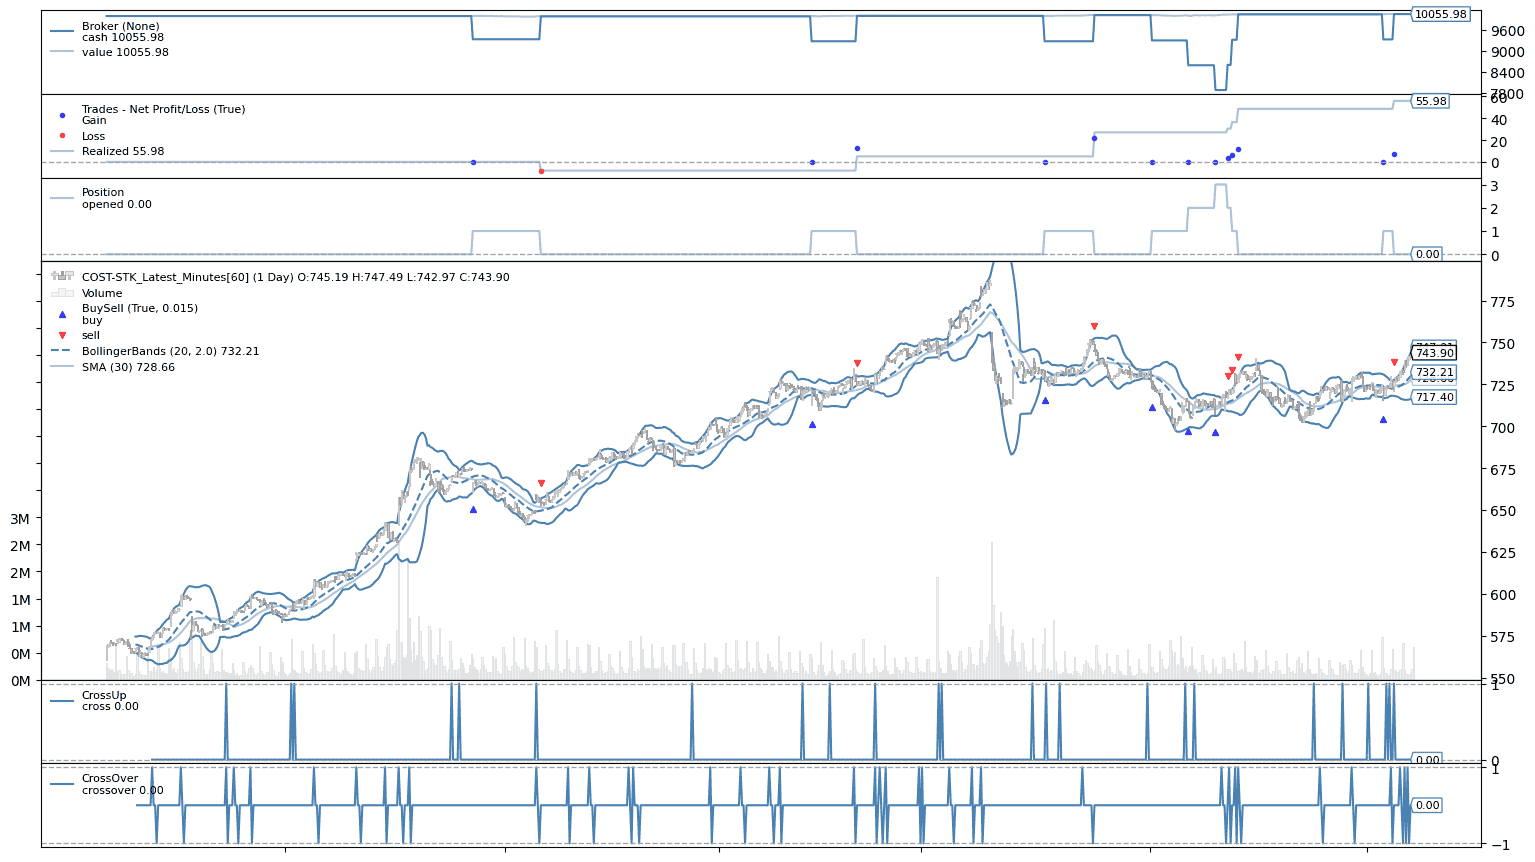 Broker (None)
cash 10055.98
value 10055.98
10055.98
9600
9000
8400
7800
Trades - Net Profit/Loss (True)
Gain
Loss
Realized 55.98
60
55.98
40
20
0
Position
opened 0.00
3
2
1
0
0.00
COST-STK_Latest_Minutes[60] (1 Day) O:745.19 H:747.49 L:742.97 C:743.90
Volume
BuySell (True, 0.015)
buy
sell
BollingerBands (20, 2.0) 732.21
SMA (30) 728.66
775
750
743.90
732.21
725
717.40
700
675
650
625
600
575
550
3M
2M
2M
1M
1M
0M
0M
CrossUp
cross 0.00
1
0.00
0
CrossOver
crossover 0.00
1
0.00
−1